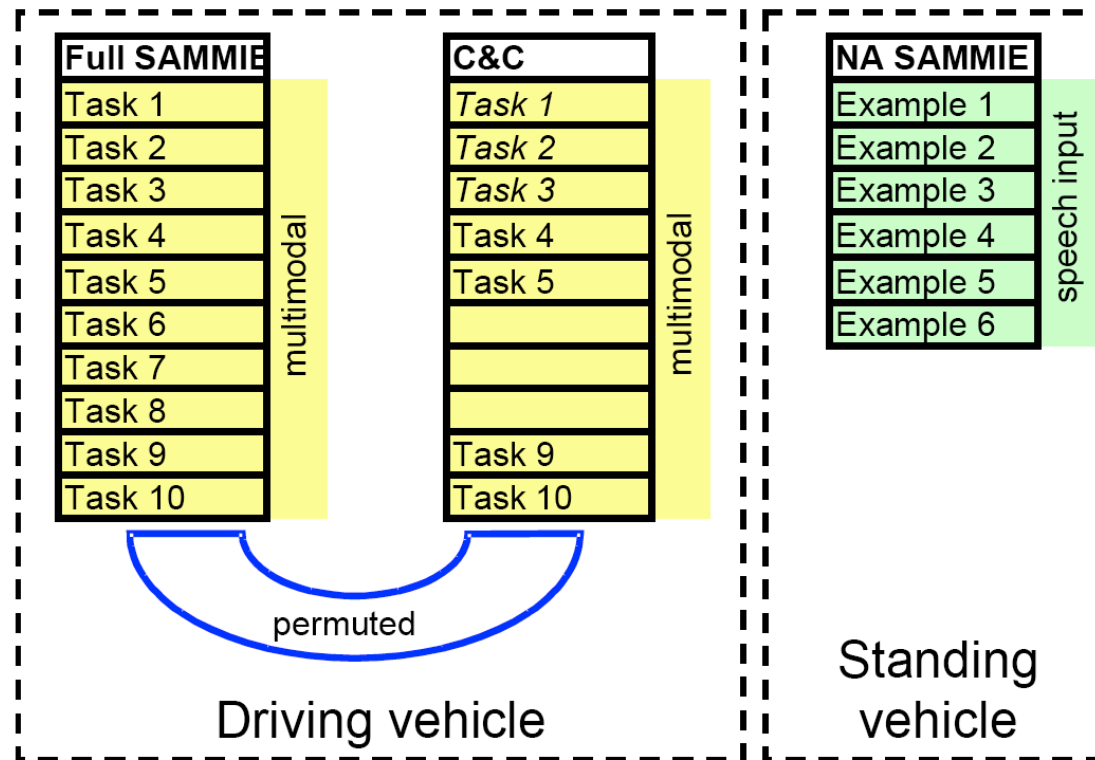 Full SAMMIE
Task 1
Task 2
Task 3
Task 4
Task 5
Task 6
Task 7
Task 8
Task 9
Task 10
multimodal
C&C
Task 1
Task 2
Task 3
Task 4
Task 5
Task 9
Task 10
multimodal
permuted
Driving vehicle
NA SAMMIE
Example 1
Example 2
Example 3
Example 4
Example 5
Example 6
speech input
Standing
vehicle